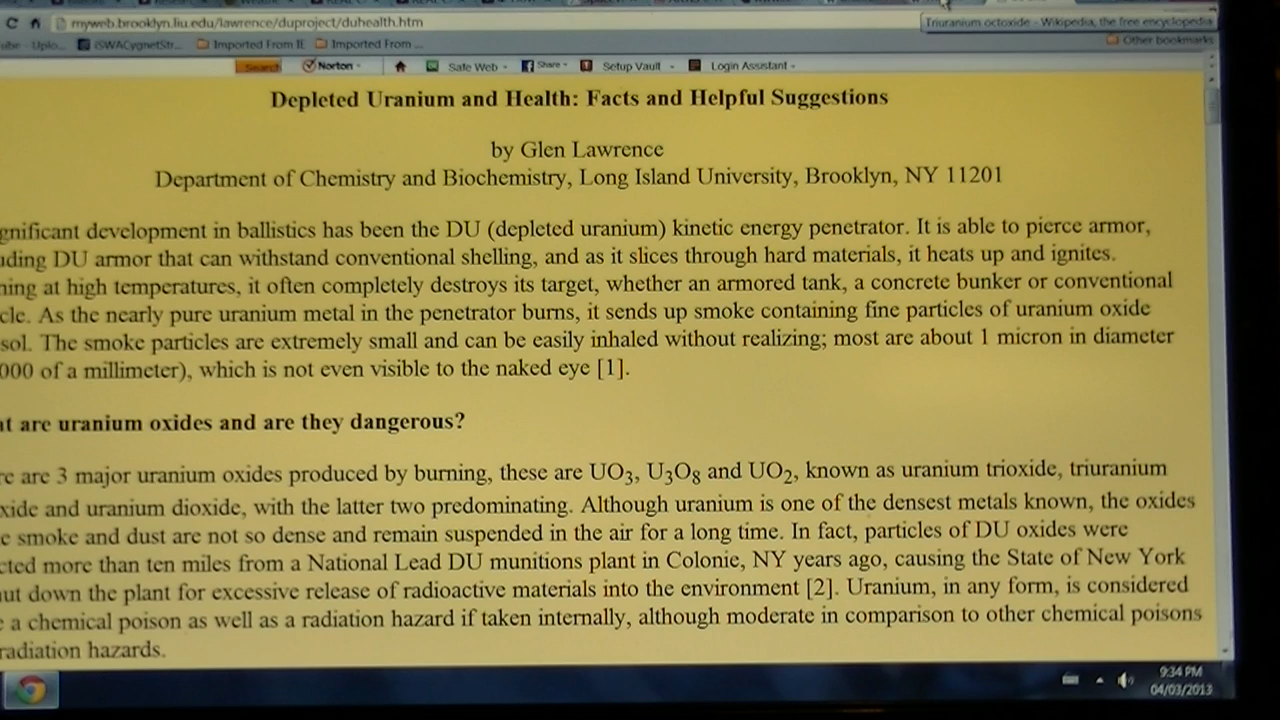 myweb.brooklyn.liu.edu/lawrence/duproject/duhealth.htm
Triuranium octoxide - Wikipedia, the free encyclopedia
iSWACygnetStr... Imported From IE Imported From ... Other bookmarks
Search Norton Safe Web Share Setup Vault Login Assistant
Depleted Uranium and Health: Facts and Helpful Suggestions
by Glen Lawrence
Department of Chemistry and Biochemistry, Long Island University, Brooklyn, NY 11201
gnificant development in ballistics has been the DU (depleted uranium) kinetic energy penetrator. It is able to pierce armor,
uding DU armor that can withstand conventional shelling, and as it slices through hard materials, it heats up and ignites.
ning at high temperatures, it often completely destroys its target, whether an armored tank, a concrete bunker or conventional
cle. As the nearly pure uranium metal in the penetrator burns, it sends up smoke containing fine particles of uranium oxide
sol. The smoke particles are extremely small and can be easily inhaled without realizing; most are about 1 micron in diameter
000 of a millimeter), which is not even visible to the naked eye [1].
at are uranium oxides and are they dangerous?
re are 3 major uranium oxides produced by burning, these are UO3, U3O8 and UO2, known as uranium trioxide, triuranium
xide and uranium dioxide, with the latter two predominating. Although uranium is one of the densest metals known, the oxides
e smoke and dust are not so dense and remain suspended in the air for a long time. In fact, particles of DU oxides were
cted more than ten miles from a National Lead DU munitions plant in Colonie, NY years ago, causing the State of New York
ut down the plant for excessive release of radioactive materials into the environment [2]. Uranium, in any form, is considered
e a chemical poison as well as a radiation hazard if taken internally, although moderate in comparison to other chemical poisons
radiation hazards.
9:34 PM
04/03/2013